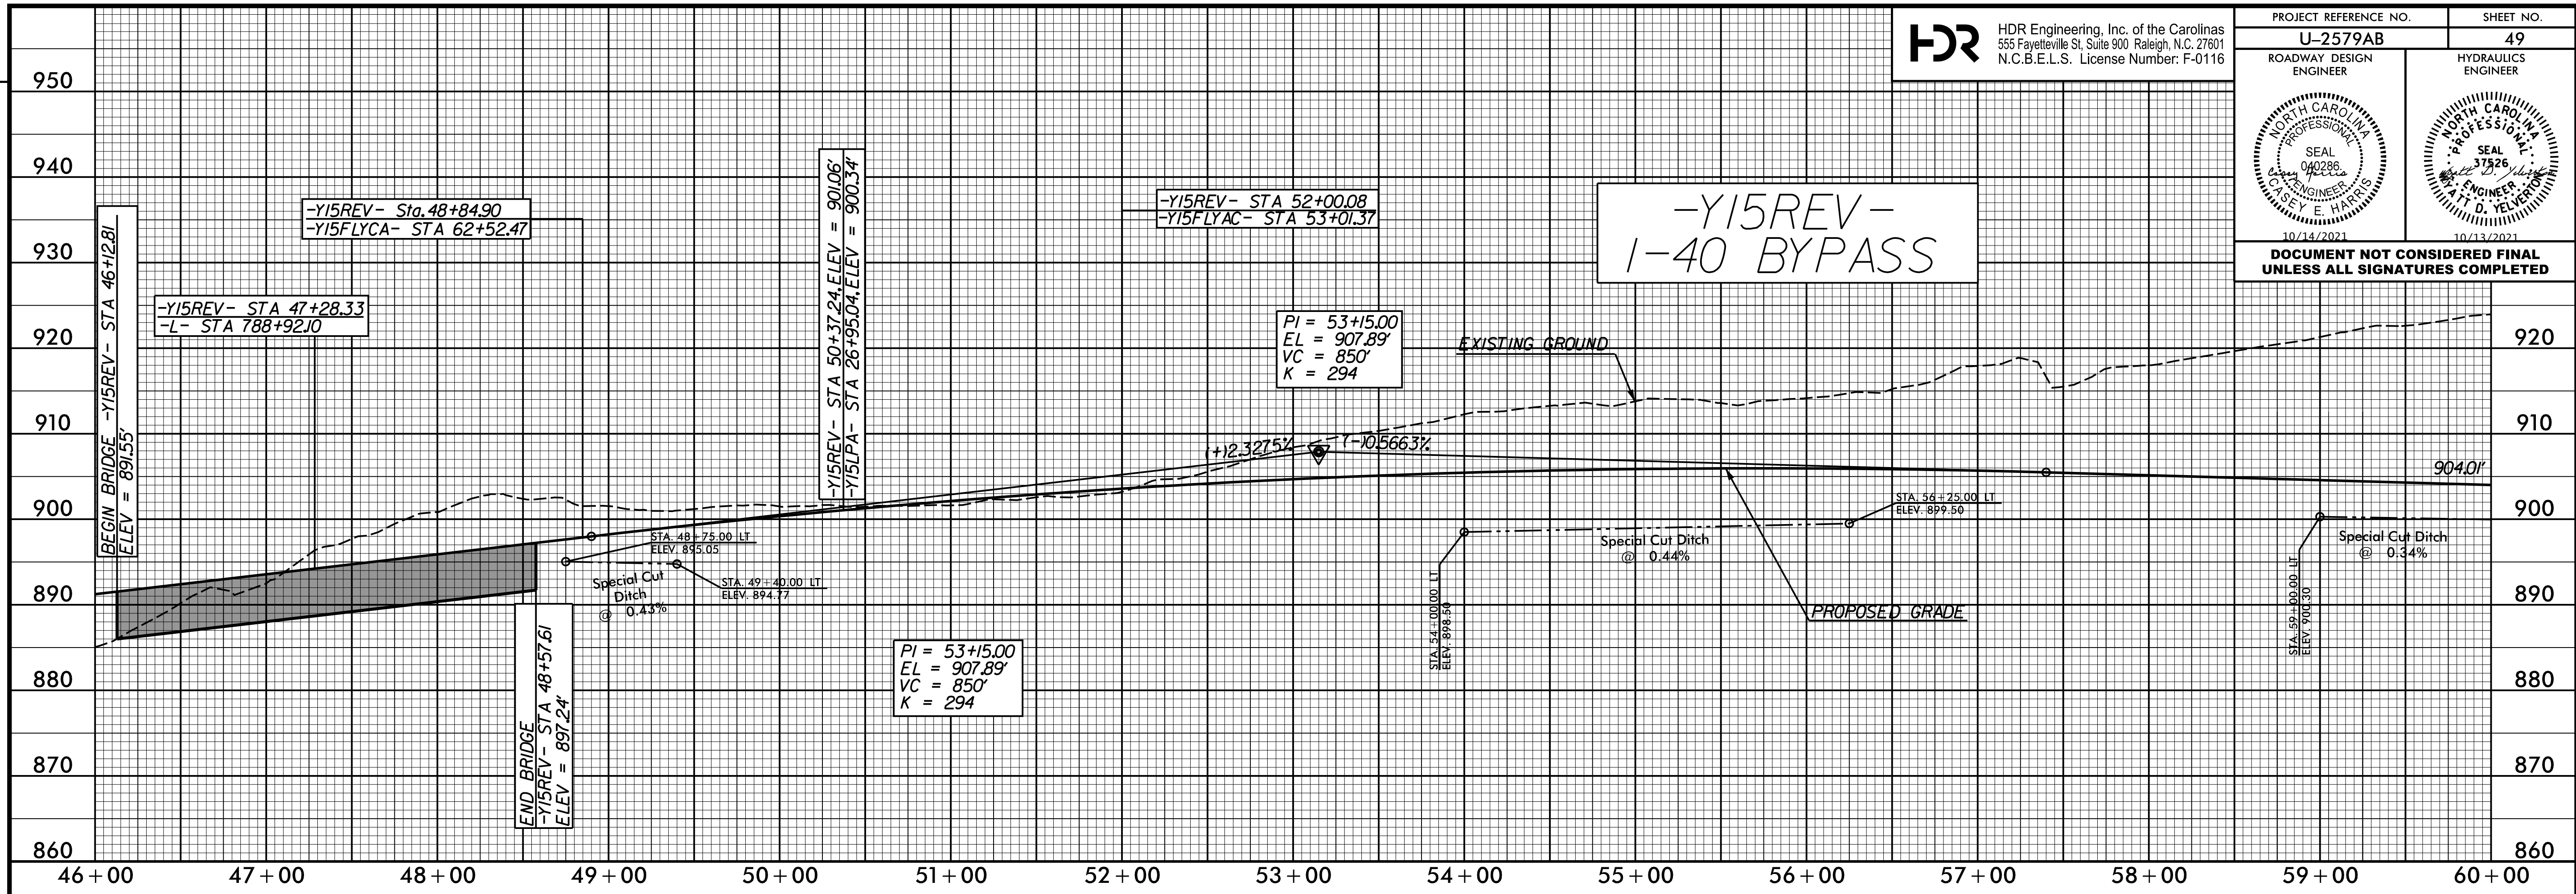 HDR
HDR Engineering, Inc. of the Carolinas
555 Fayetteville St, Suite 900 Raleigh, N.C. 27601
N.C.B.E.L.S. License Number: F-0116
PROJECT REFERENCE NO.
SHEET NO.
U-2579AB
49
ROADWAY DESIGN
ENGINEER
HYDRAULICS
ENGINEER
NORTH CAROLINA
PROFESSIONAL
SEAL
040286
Casey Harris
ENGINEER
CASEY E. HARRIS
10/14/2021
NORTH CAROLINA
PROFESSIONAL
SEAL
37526
Wyatt D. Yelverton
ENGINEER
WYATT D. YELVERTON
10/13/2021
DOCUMENT NOT CONSIDERED FINAL
UNLESS ALL SIGNATURES COMPLETED
-Y15REV-
I-40 BYPASS
950
940
930
920
910
900
890
880
870
860
BEGIN BRIDGE -Y15REV- STA 46+12.81
ELEV = 891.55'
-Y15REV- STA 47+28.33
-L- STA 788+92.10
-Y15REV- Sta. 48+84.90
-Y15FLYCA- STA 62+52.47
-Y15REV- STA 50+37.24, ELEV = 901.06'
-Y15LPA- STA 26+95.04, ELEV = 900.34'
-Y15REV- STA 52+00.08
-Y15FLYAC- STA 53+01.37
PI = 53+15.00
EL = 907.89'
VC = 850'
K = 294
EXISTING GROUND
(+)2.3275%
(-)0.5663%
904.01'
STA. 48+75.00 LT
ELEV. 895.05
Special Cut
Ditch
@ 0.43%
STA. 49+40.00 LT
ELEV. 894.77
END BRIDGE
-Y15REV- STA 48+57.61
ELEV = 897.24'
PI = 53+15.00
EL = 907.89'
VC = 850'
K = 294
STA. 54+00.00 LT
ELEV. 898.50
Special Cut Ditch
@ 0.44%
STA. 56+25.00 LT
ELEV. 899.50
PROPOSED GRADE
STA. 59+00.00 LT
ELEV. 900.30
Special Cut Ditch
@ 0.34%
920
910
900
890
880
870
860
46+00
47+00
48+00
49+00
50+00
51+00
52+00
53+00
54+00
55+00
56+00
57+00
58+00
59+00
60+00